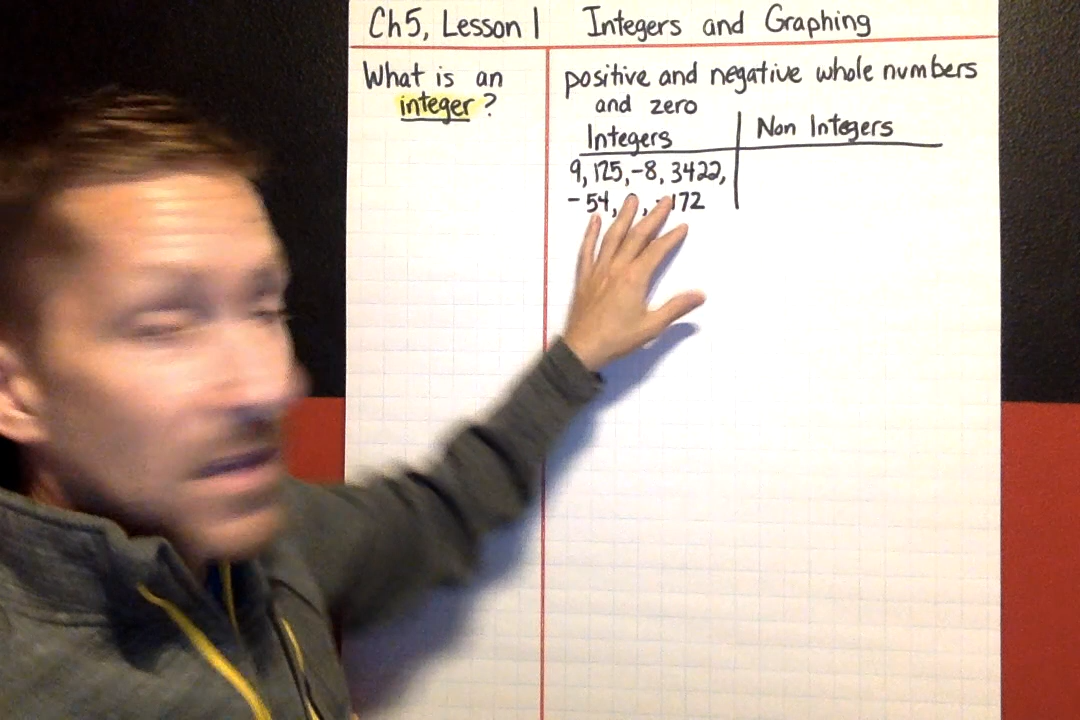 Ch5, Lesson 1 Integers and Graphing
What is an
integer?
positive and negative whole numbers
and zero
Integers Non Integers
9, 125, -8, 3422,
-54, 172